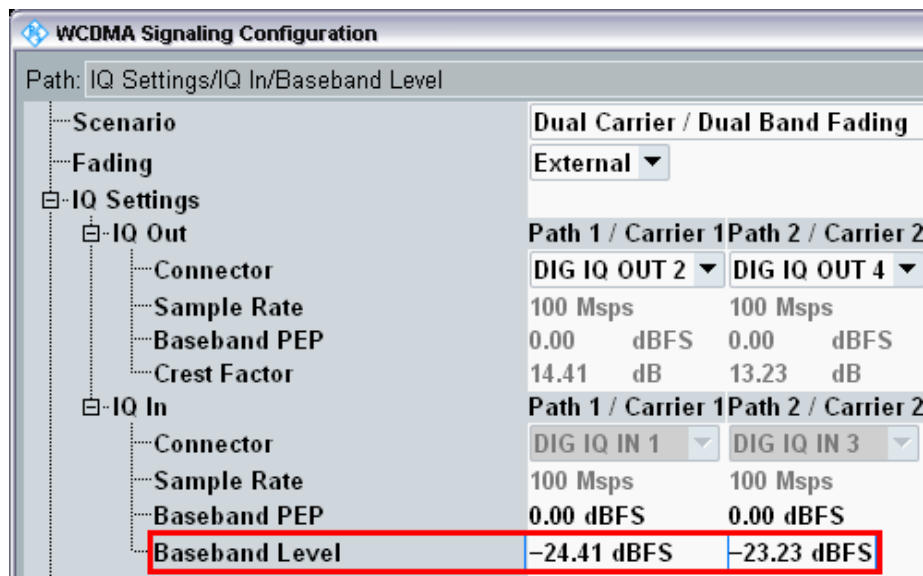 WCDMA Signaling Configuration
Path: IQ Settings/IQ In/Baseband Level
Scenario Dual Carrier / Dual Band Fading
Fading External
IQ Settings
IQ Out Path 1 / Carrier 1 Path 2 / Carrier 2
Connector DIG IQ OUT 2 DIG IQ OUT 4
Sample Rate 100 Msps 100 Msps
Baseband PEP 0.00 dBFS 0.00 dBFS
Crest Factor 14.41 dB 13.23 dB
IQ In Path 1 / Carrier 1 Path 2 / Carrier 2
Connector DIG IQ IN 1 DIG IQ IN 3
Sample Rate 100 Msps 100 Msps
Baseband PEP 0.00 dBFS 0.00 dBFS
Baseband Level −24.41 dBFS −23.23 dBFS